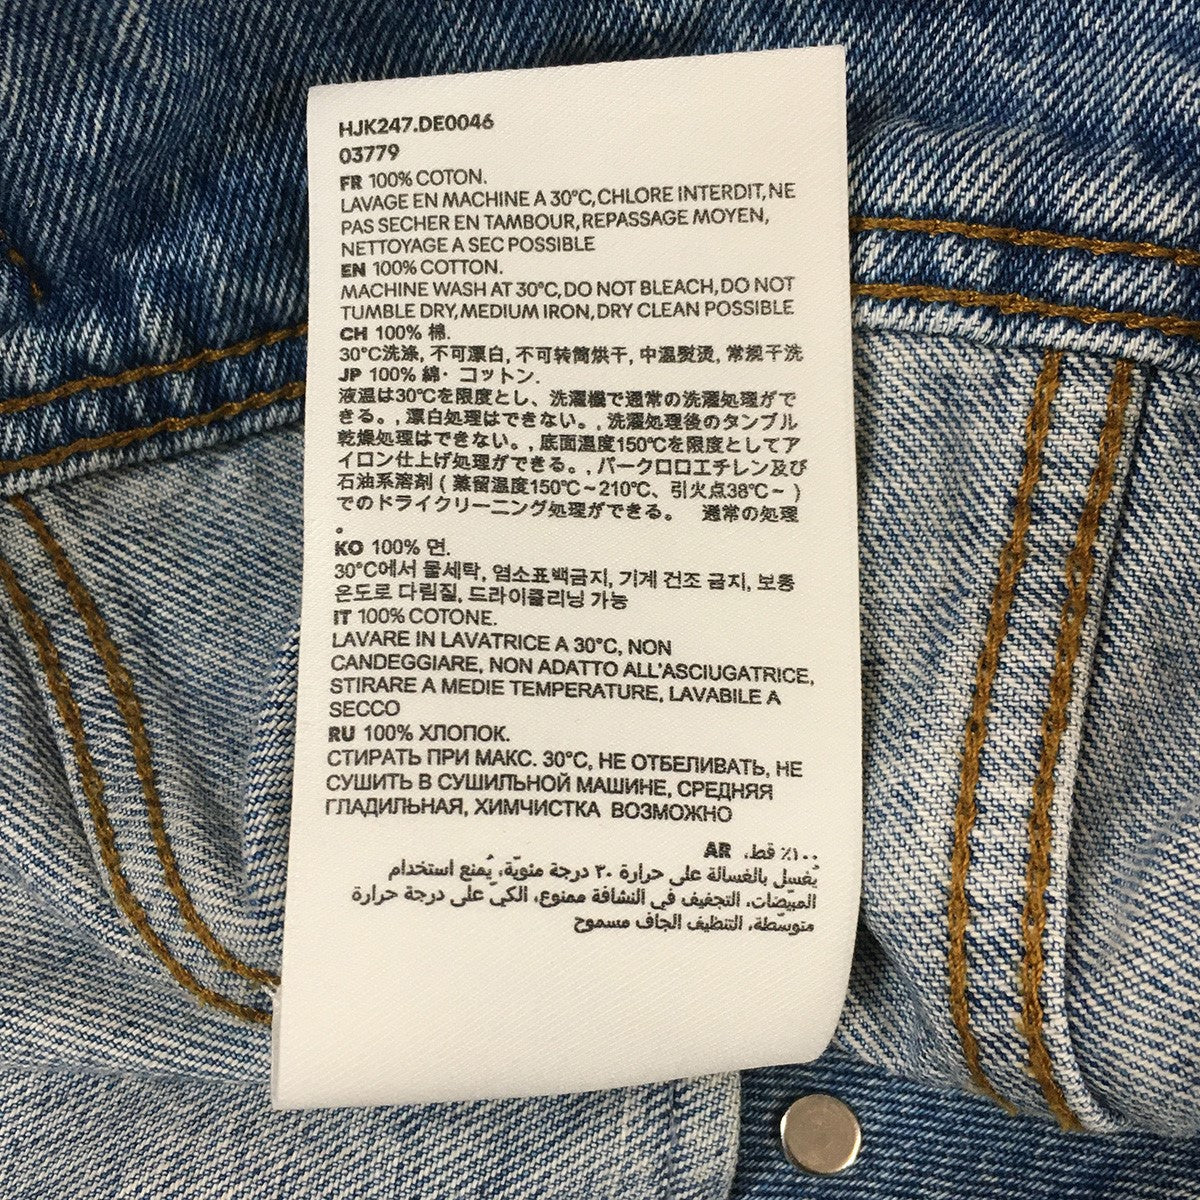 HJK247.DE0046
03779
FR 100% COTON.
LAVAGE EN MACHINE A 30°C, CHLORE INTERDIT, NE
PAS SECHER EN TAMBOUR, REPASSAGE MOYEN,
NETTOYAGE A SEC POSSIBLE
EN 100% COTTON.
MACHINE WASH AT 30°C, DO NOT BLEACH, DO NOT
TUMBLE DRY, MEDIUM IRON, DRY CLEAN POSSIBLE
CH 100% 棉.
30°C洗涤, 不可漂白, 不可转筒烘干, 中温熨烫, 常规干洗
JP 100% 綿・コットン.
液温は30℃を限度とし、洗濯機で通常の洗濯処理がで
きる。, 漂白処理はできない。, 洗濯処理後のタンブル
乾燥処理はできない。, 底面温度150℃を限度としてア
イロン仕上げ処理ができる。, パークロロエチレン及び
石油系溶剤 ( 蒸留温度150℃～210℃、引火点38℃～ )
でのドライクリーニング処理ができる。 通常の処理
。
KO 100% 면.
30°C에서 물세탁, 염소표백금지, 기계 건조 금지, 보통
온도로 다림질, 드라이클리닝 가능
IT 100% COTONE.
LAVARE IN LAVATRICE A 30°C, NON
CANDEGGIARE, NON ADATTO ALL'ASCIUGATRICE,
STIRARE A MEDIE TEMPERATURE, LAVABILE A
SECCO
RU 100% ХЛОПОК.
СТИРАТЬ ПРИ МАКС. 30°C, НЕ ОТБЕЛИВАТЬ, НЕ
СУШИТЬ В СУШИЛЬНОЙ МАШИНЕ, СРЕДНЯЯ
ГЛАДИЛЬНАЯ, ХИМЧИСТКА ВОЗМОЖНО
AR ١٠٠٪ قطن.
يُغسل بالغسالة على حرارة ٣٠ درجة مئويّة، يُمنع استخدام
المبيّضات، التجفيف في النشافة ممنوع، الكيّ على درجة حرارة
متوسّطة، التنظيف الجاف مسموح